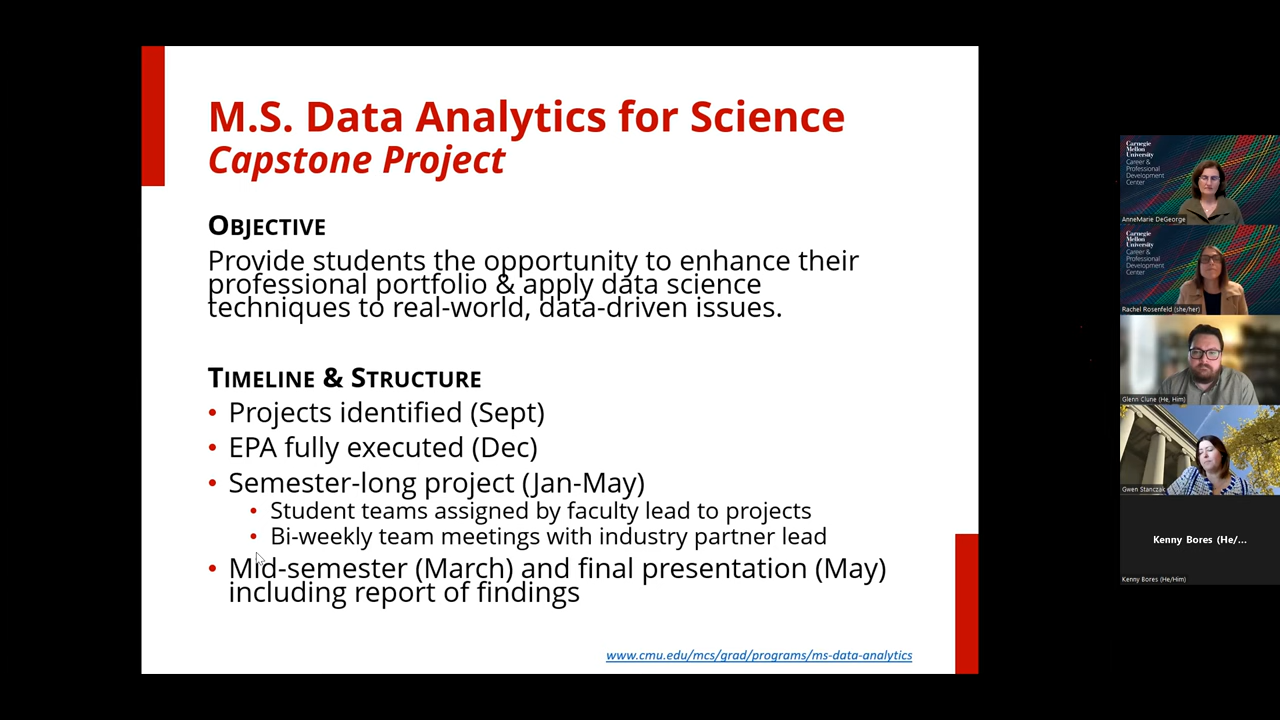 M.S. Data Analytics for Science
Capstone Project
OBJECTIVE
Provide students the opportunity to enhance their
professional portfolio & apply data science
techniques to real-world, data-driven issues.
TIMELINE & STRUCTURE
• Projects identified (Sept)
• EPA fully executed (Dec)
• Semester-long project (Jan-May)
• Student teams assigned by faculty lead to projects
• Bi-weekly team meetings with industry partner lead
• Mid-semester (March) and final presentation (May)
including report of findings
www.cmu.edu/mcs/grad/programs/ms-data-analytics
Carnegie
Mellon
University
Career &
Professional
Development
Center
AnneMarie DeGeorge
Carnegie
Mellon
University
Career &
Professional
Development
Center
Rachel Rosenfeld (she/her)
Glenn Clune (He, Him)
Gwen Stanczak
Kenny Bores (He/...
Kenny Bores (He/Him)